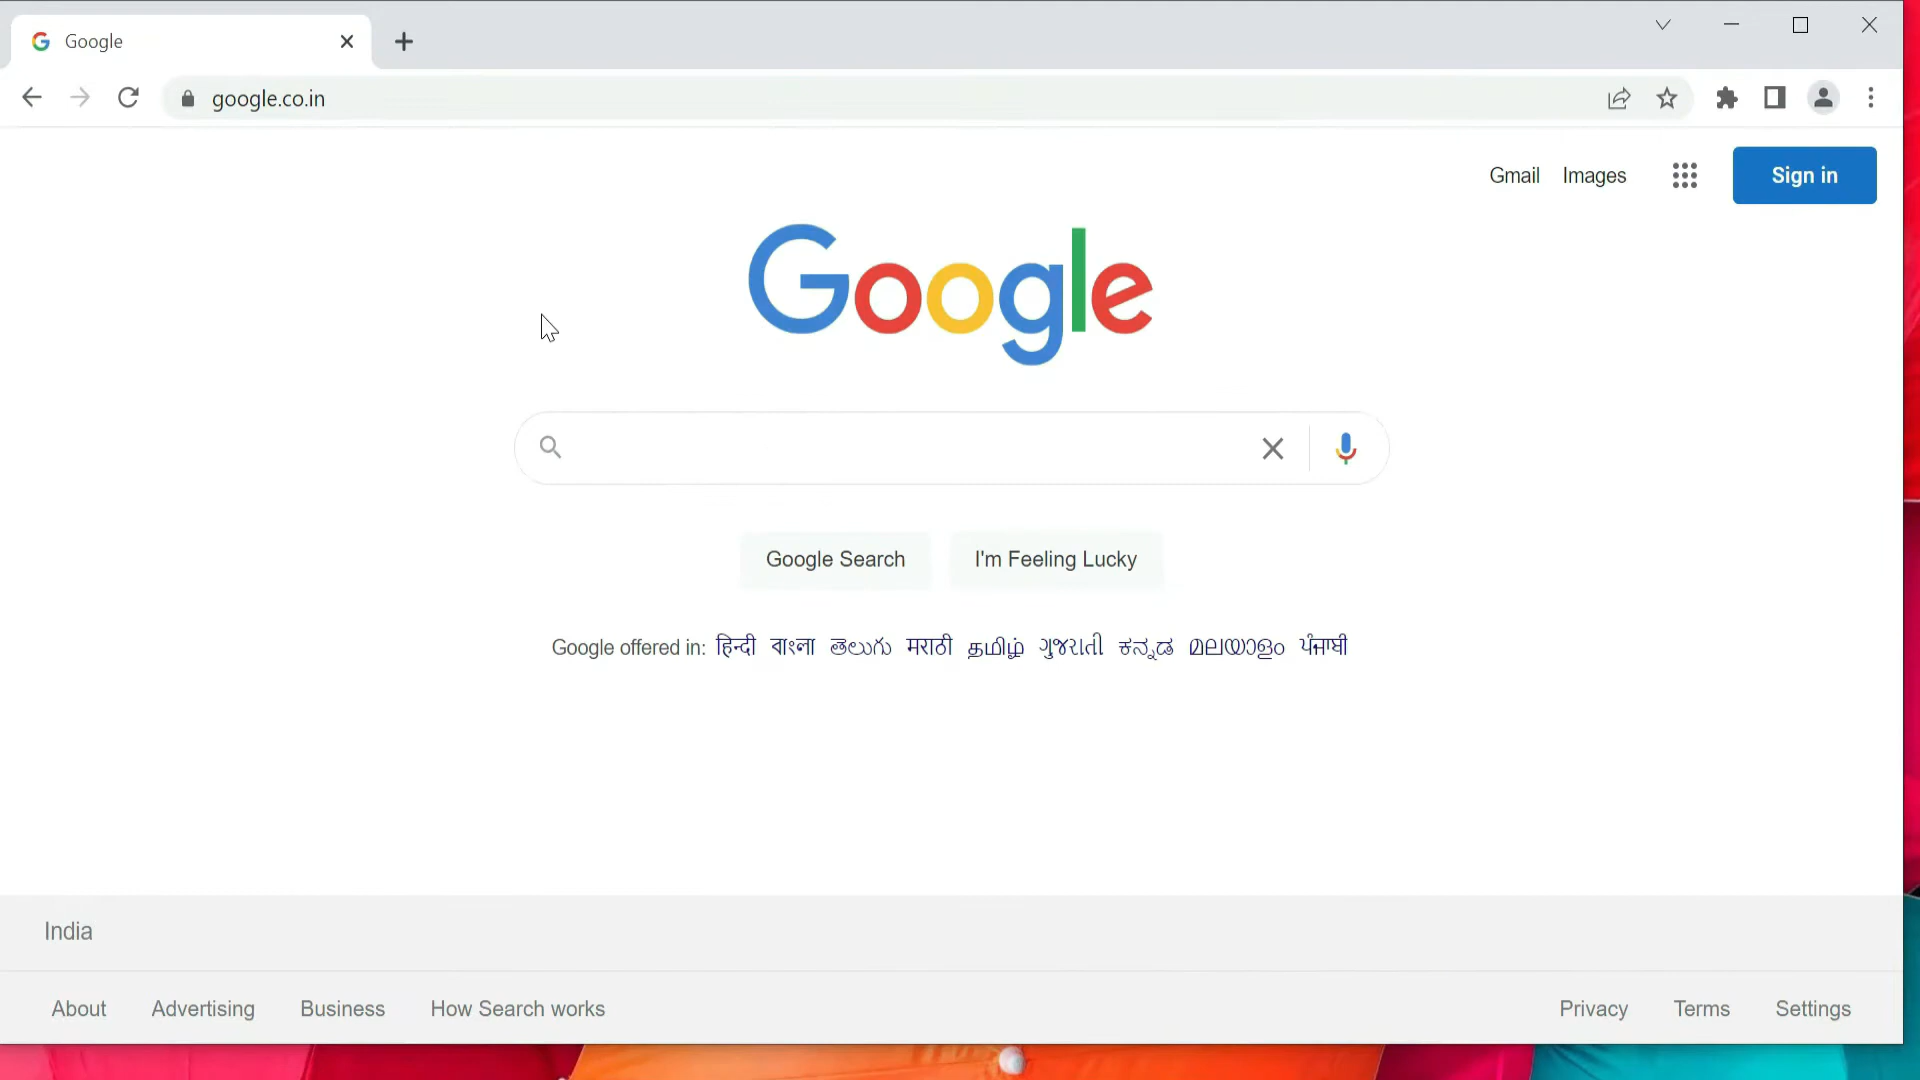 Google
google.co.in
Gmail Images Sign in
Google
Google Search I'm Feeling Lucky
Google offered in: हिन्दी বাংলা తెలుగు मराठी தமிழ் ગુજરાતી ಕನ್ನಡ മലയാളം ਪੰਜਾਬੀ
India
About Advertising Business How Search works Privacy Terms Settings